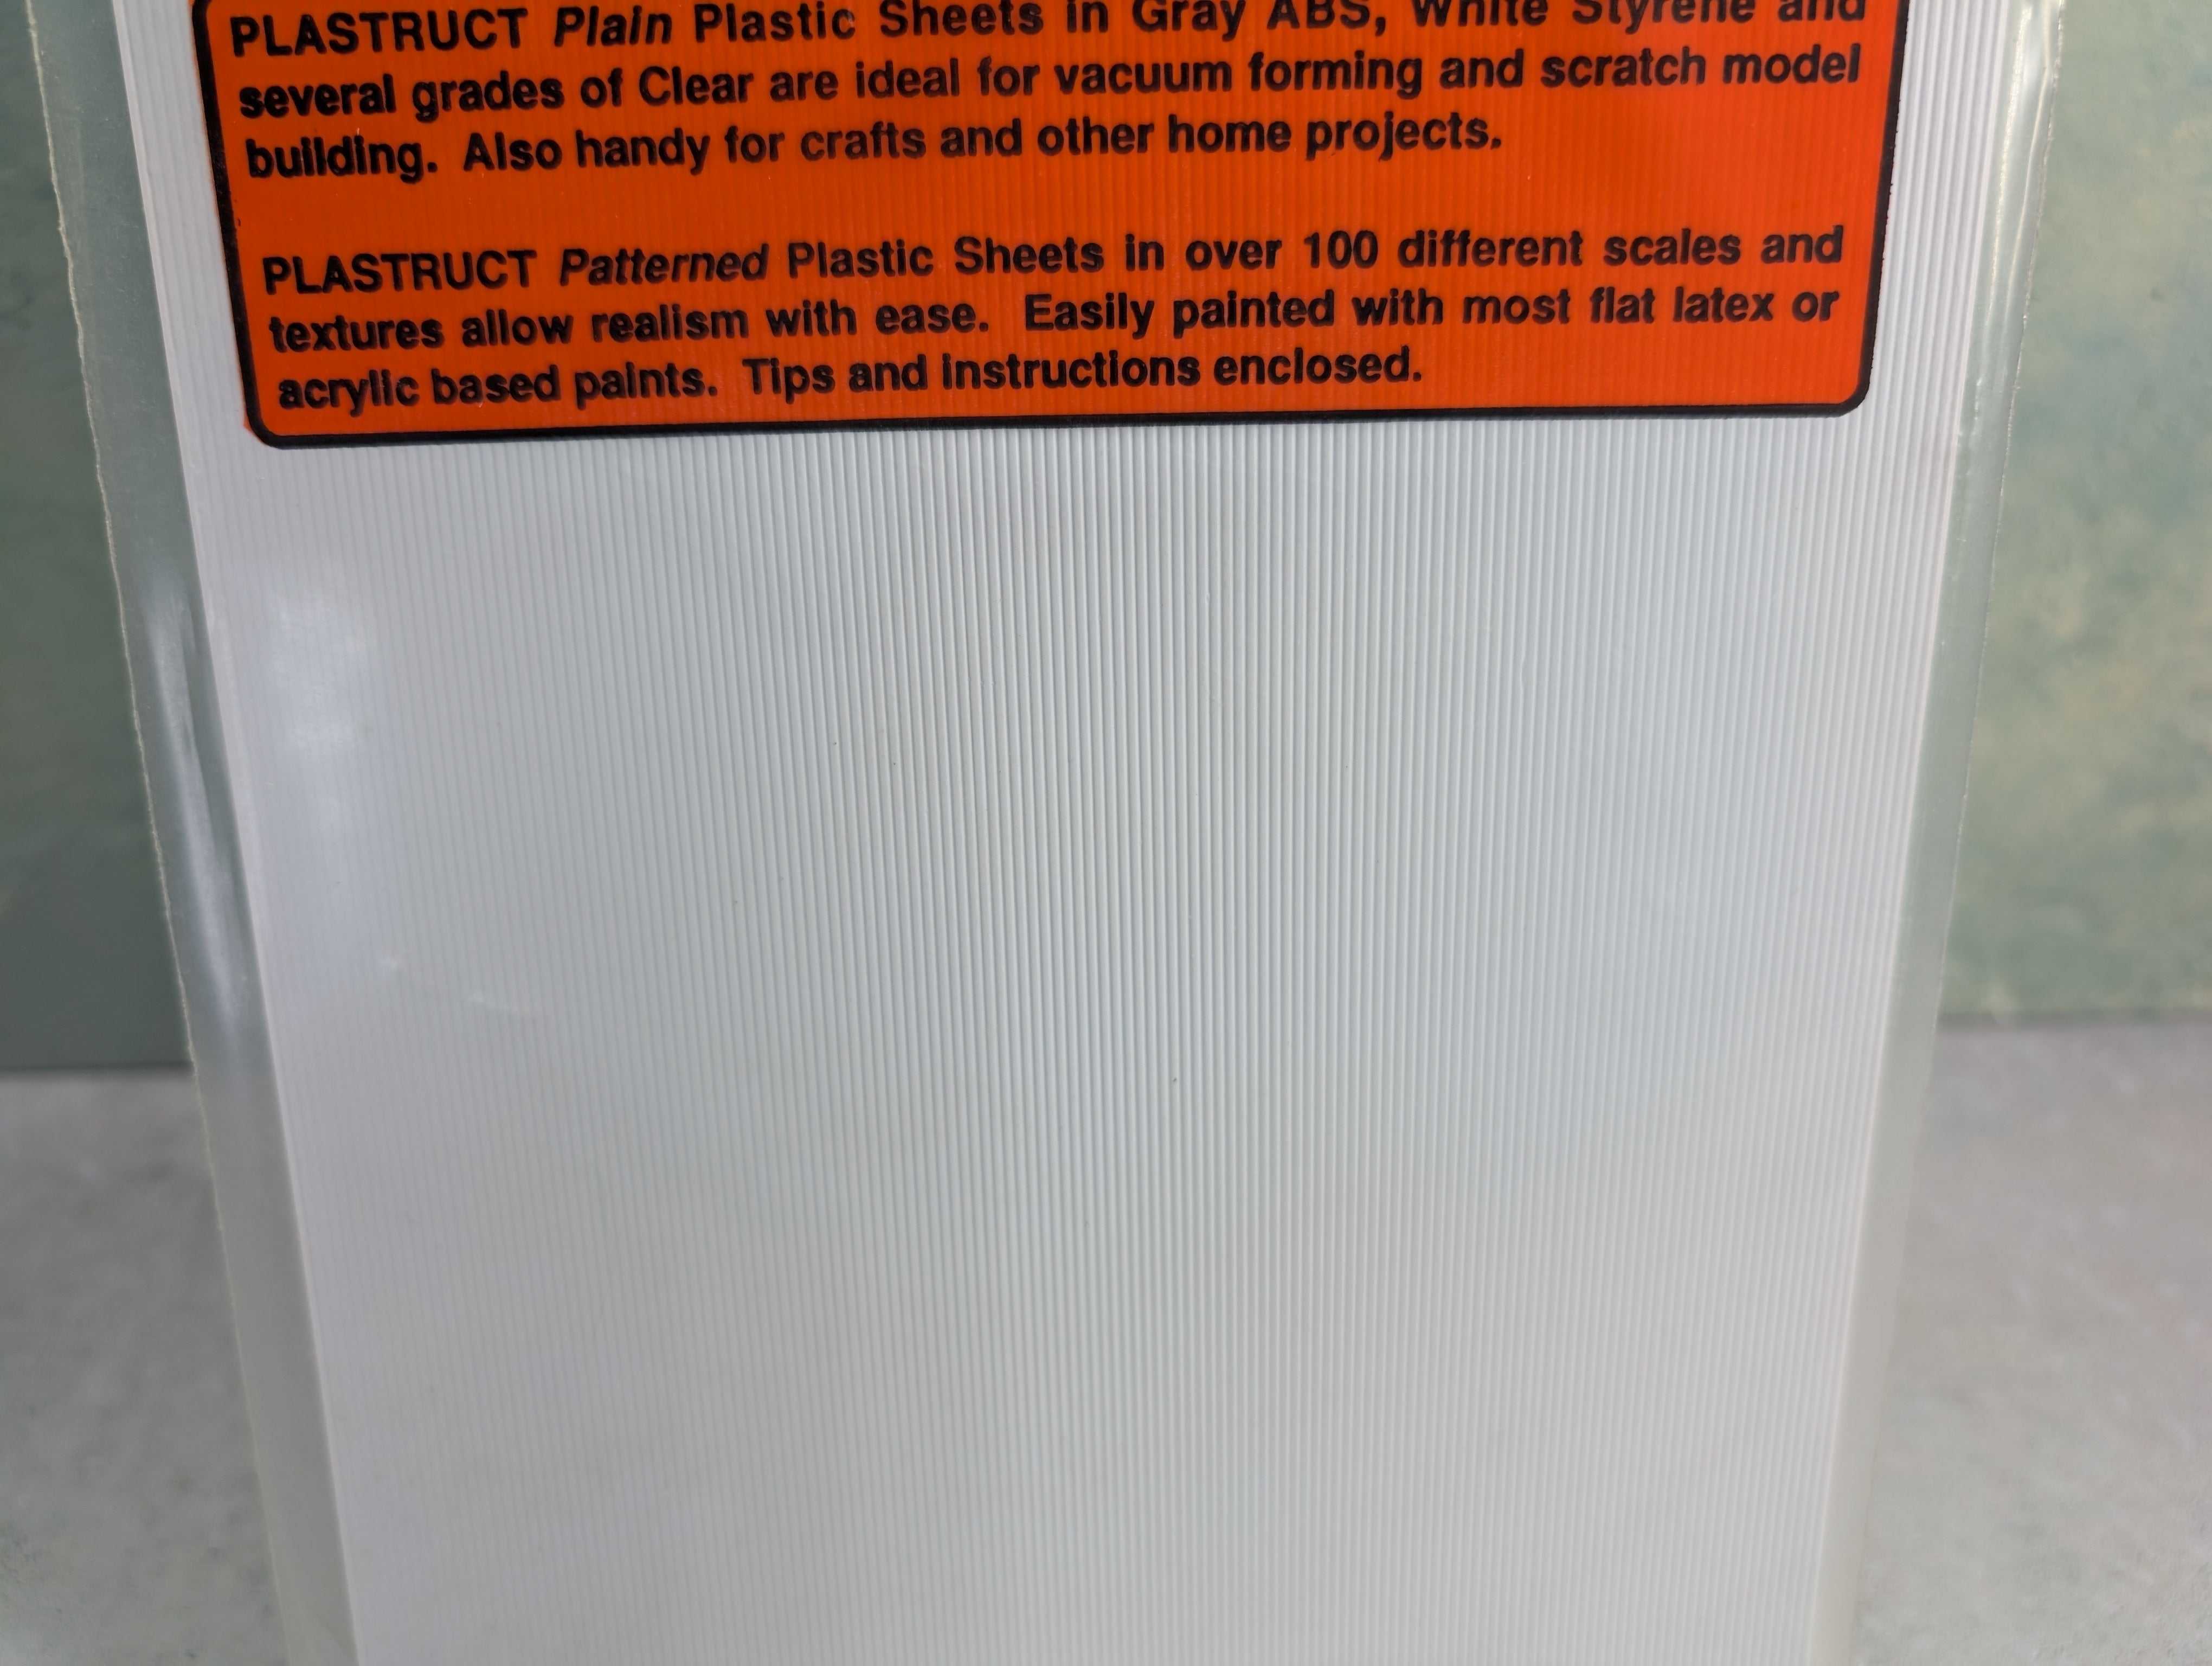 PLASTRUCT Plain Plastic Sheets in Gray ABS, White Styrene and
several grades of Clear are ideal for vacuum forming and scratch model
building. Also handy for crafts and other home projects.
PLASTRUCT Patterned Plastic Sheets in over 100 different scales and
textures allow realism with ease. Easily painted with most flat latex or
acrylic based paints. Tips and instructions enclosed.